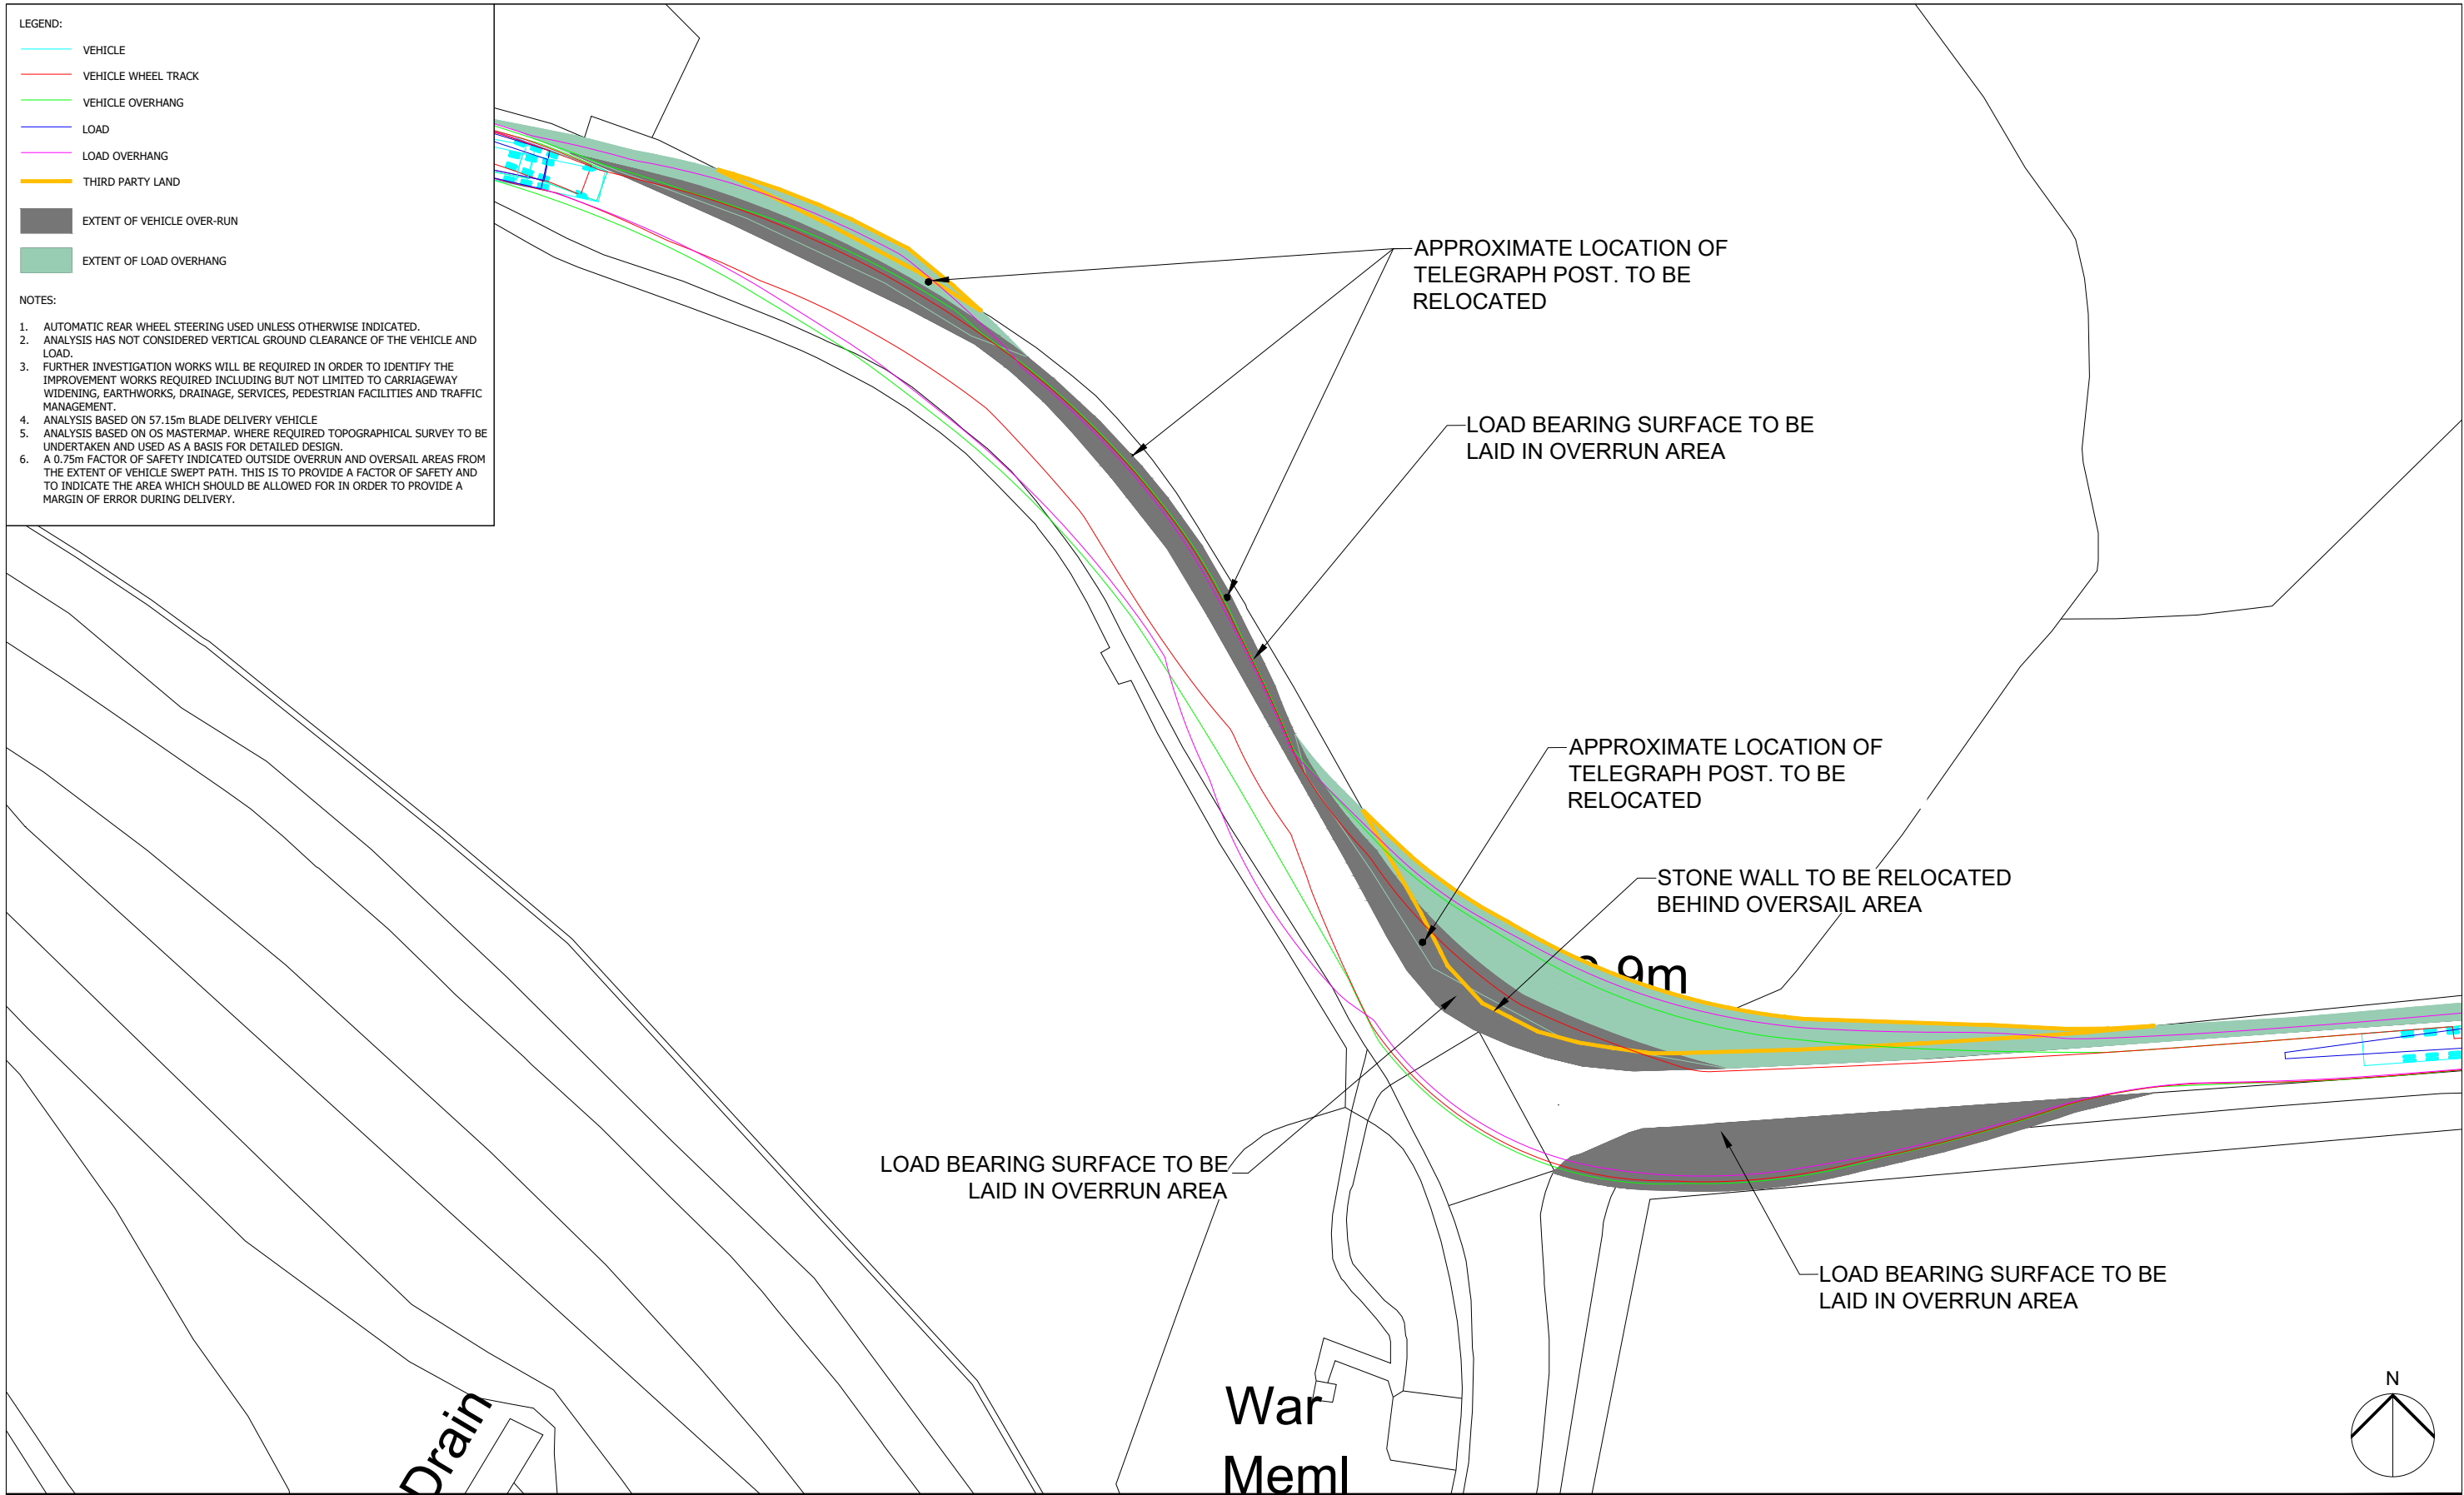 LEGEND:
VEHICLE
VEHICLE WHEEL TRACK
VEHICLE OVERHANG
LOAD
LOAD OVERHANG
THIRD PARTY LAND
EXTENT OF VEHICLE OVER-RUN
EXTENT OF LOAD OVERHANG
NOTES:
1. AUTOMATIC REAR WHEEL STEERING USED UNLESS OTHERWISE INDICATED.
2. ANALYSIS HAS NOT CONSIDERED VERTICAL GROUND CLEARANCE OF THE VEHICLE AND
LOAD.
3. FURTHER INVESTIGATION WORKS WILL BE REQUIRED IN ORDER TO IDENTIFY THE
IMPROVEMENT WORKS REQUIRED INCLUDING BUT NOT LIMITED TO CARRIAGEWAY
WIDENING, EARTHWORKS, DRAINAGE, SERVICES, PEDESTRIAN FACILITIES AND TRAFFIC
MANAGEMENT.
4. ANALYSIS BASED ON 57.15m BLADE DELIVERY VEHICLE
5. ANALYSIS BASED ON OS MASTERMAP. WHERE REQUIRED TOPOGRAPHICAL SURVEY TO BE
UNDERTAKEN AND USED AS A BASIS FOR DETAILED DESIGN.
6. A 0.75m FACTOR OF SAFETY INDICATED OUTSIDE OVERRUN AND OVERSAIL AREAS FROM
THE EXTENT OF VEHICLE SWEPT PATH. THIS IS TO PROVIDE A FACTOR OF SAFETY AND
TO INDICATE THE AREA WHICH SHOULD BE ALLOWED FOR IN ORDER TO PROVIDE A
MARGIN OF ERROR DURING DELIVERY.
APPROXIMATE LOCATION OF
TELEGRAPH POST. TO BE
RELOCATED
LOAD BEARING SURFACE TO BE
LAID IN OVERRUN AREA
APPROXIMATE LOCATION OF
TELEGRAPH POST. TO BE
RELOCATED
STONE WALL TO BE RELOCATED
BEHIND OVERSAIL AREA
LOAD BEARING SURFACE TO BE
LAID IN OVERRUN AREA
LOAD BEARING SURFACE TO BE
LAID IN OVERRUN AREA
Drain
War
Meml
N